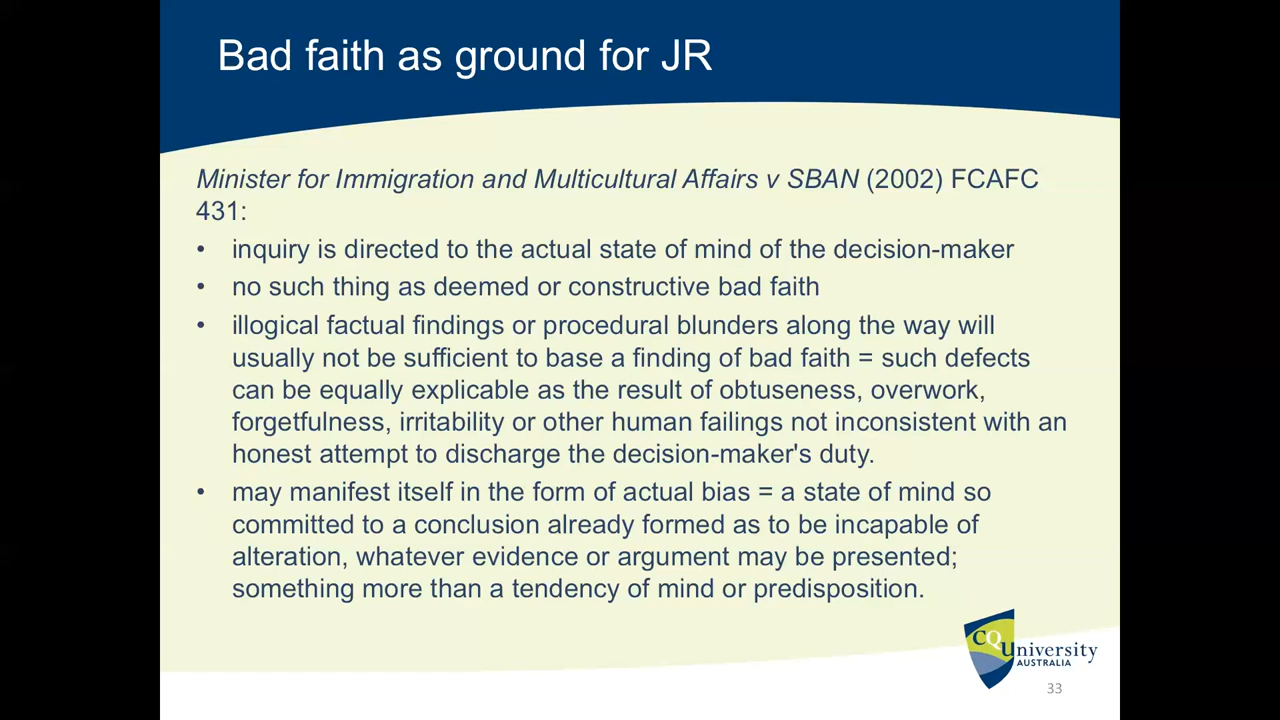 Bad faith as ground for JR
Minister for Immigration and Multicultural Affairs v SBAN (2002) FCAFC
431:
• inquiry is directed to the actual state of mind of the decision-maker
• no such thing as deemed or constructive bad faith
• illogical factual findings or procedural blunders along the way will
usually not be sufficient to base a finding of bad faith = such defects
can be equally explicable as the result of obtuseness, overwork,
forgetfulness, irritability or other human failings not inconsistent with an
honest attempt to discharge the decision-maker's duty.
• may manifest itself in the form of actual bias = a state of mind so
committed to a conclusion already formed as to be incapable of
alteration, whatever evidence or argument may be presented;
something more than a tendency of mind or predisposition.
CQUniversity
AUSTRALIA
33